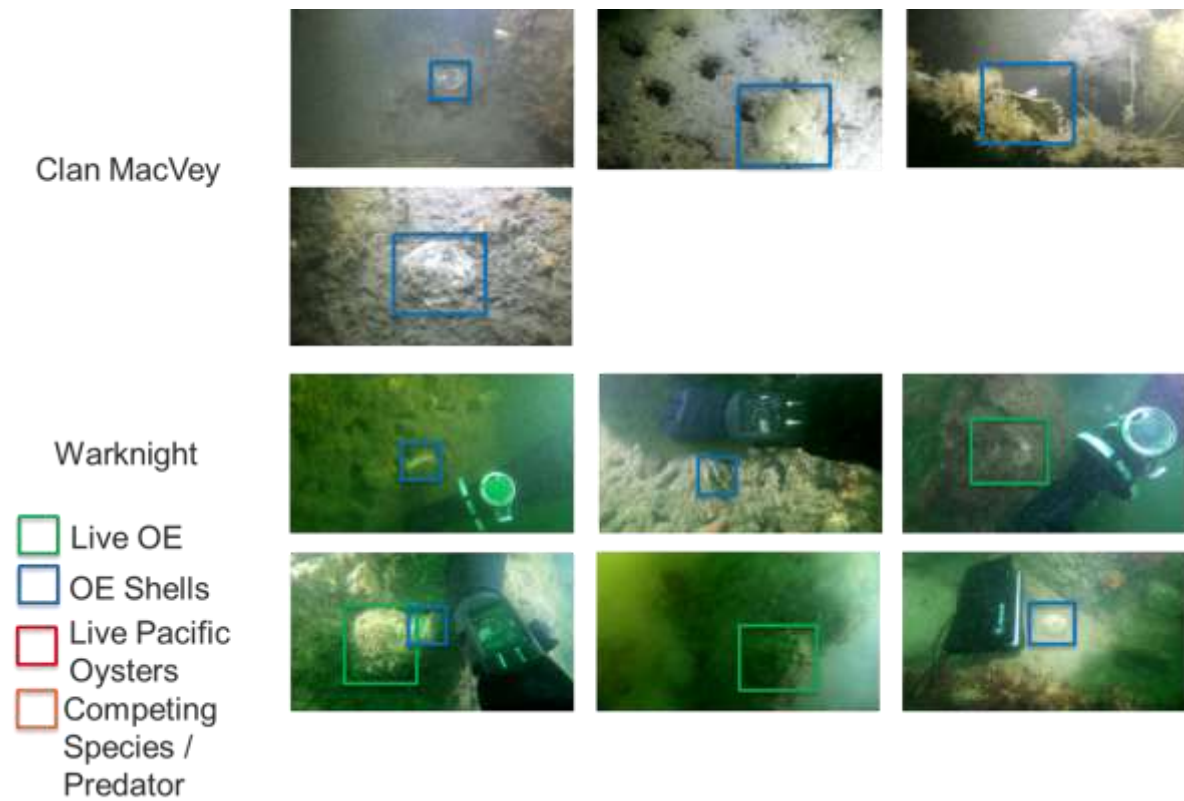 Clan MacVey
Warknight
Live OE
OE Shells
Live Pacific
Oysters
Competing
Species /
Predator